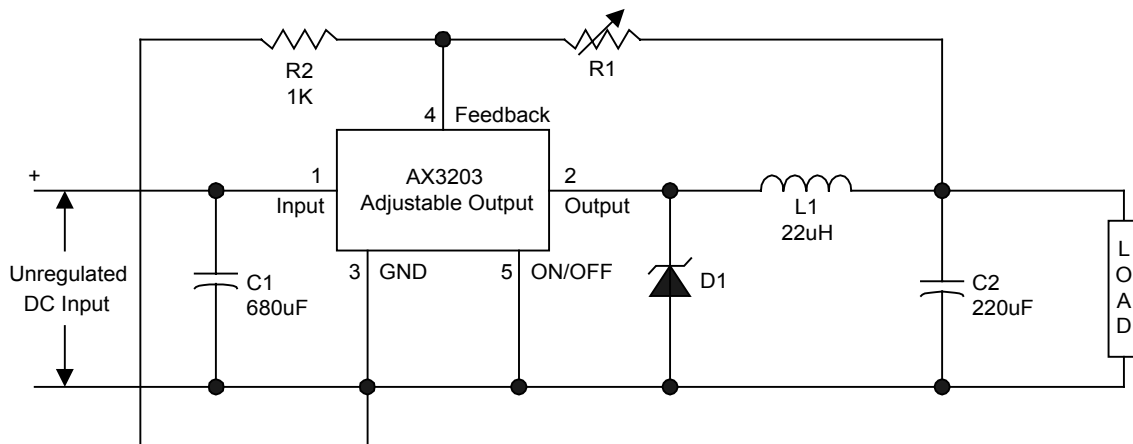 R2
1K
R1
4 Feedback
+
1
Input
AX3203
Adjustable Output
2
Output
L1
22uH
Unregulated
DC Input
C1
680uF
3 GND
5 ON/OFF
D1
C2
220uF
L
O
A
D